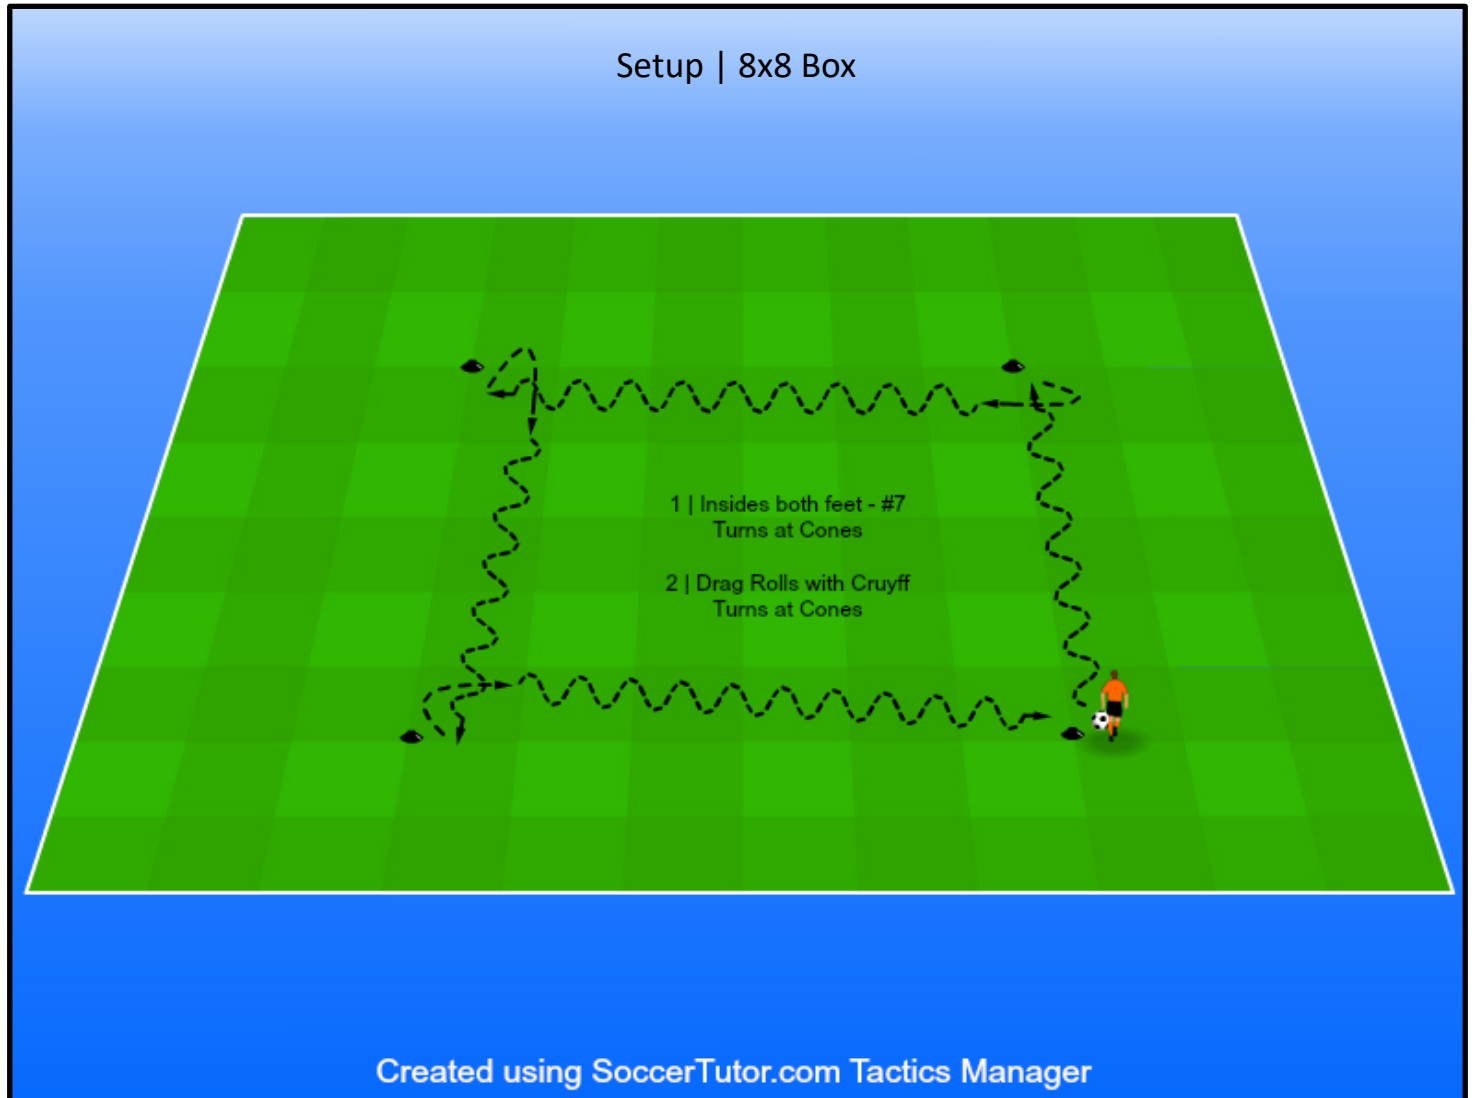 Setup | 8x8 Box
1 | Insides both feet - #7
Turns at Cones
2 | Drag Rolls with Cruyff
Turns at Cones
Created using SoccerTutor.com Tactics Manager